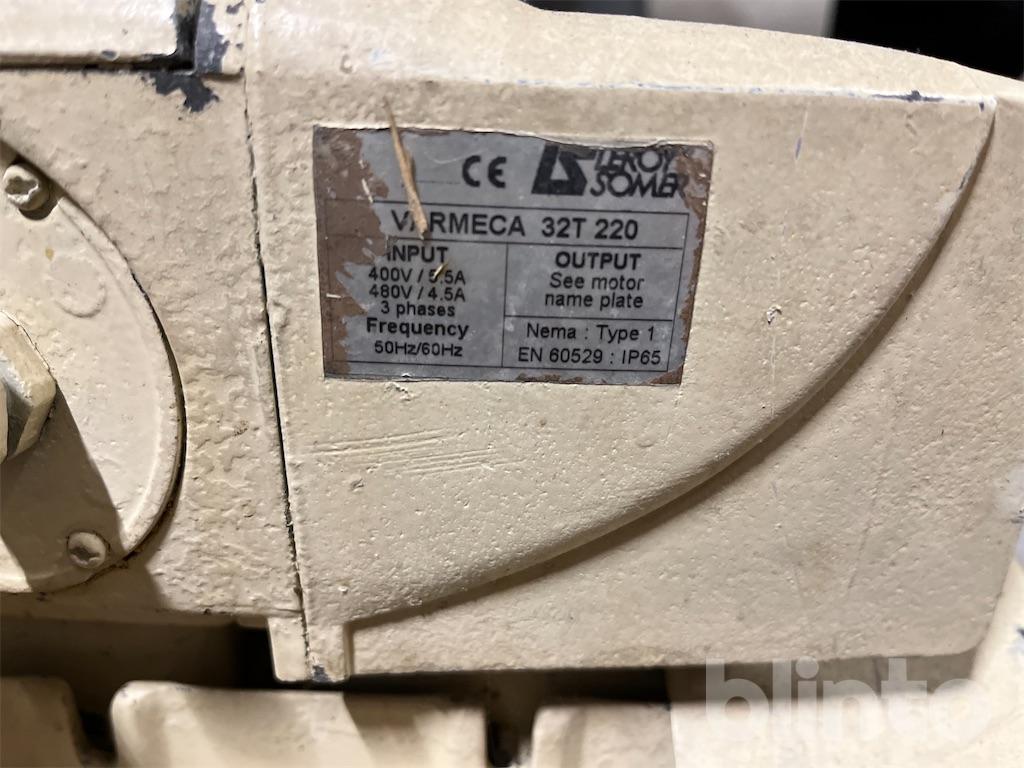 CE LEROY
SOMER
VARMECA 32T 220
INPUT
400V / 5.5A
480V / 4.5A
3 phases
Frequency
50Hz/60Hz
OUTPUT
See motor
name plate
Nema : Type 1
EN 60529 : IP65
blinto